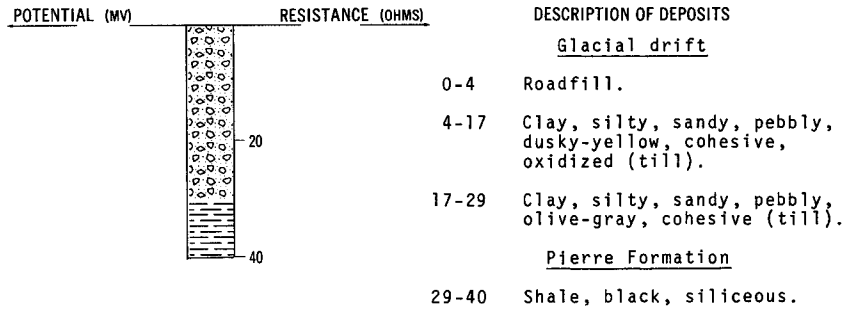 POTENTIAL (MV) RESISTANCE (OHMS) DESCRIPTION OF DEPOSITS
Glacial drift
0-4 Roadfill.
4-17 Clay, silty, sandy, pebbly,
dusky-yellow, cohesive,
oxidized (till).
20
17-29 Clay, silty, sandy, pebbly,
olive-gray, cohesive (till).
40
Pierre Formation
29-40 Shale, black, siliceous.